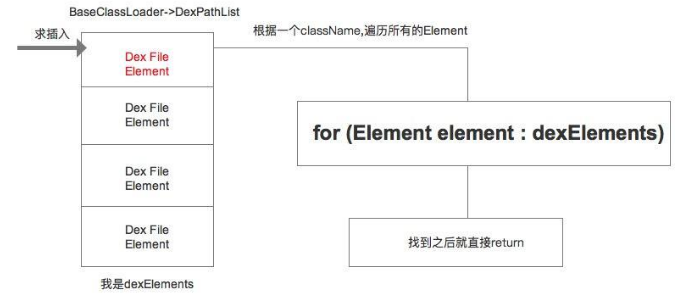 BaseClassLoader->DexPathList
求插入
根据一个className,遍历所有的Element
Dex File
Element
Dex File
Element
for (Element element : dexElements)
Dex File
Element
Dex File
Element
找到之后就直接return
我是dexElements